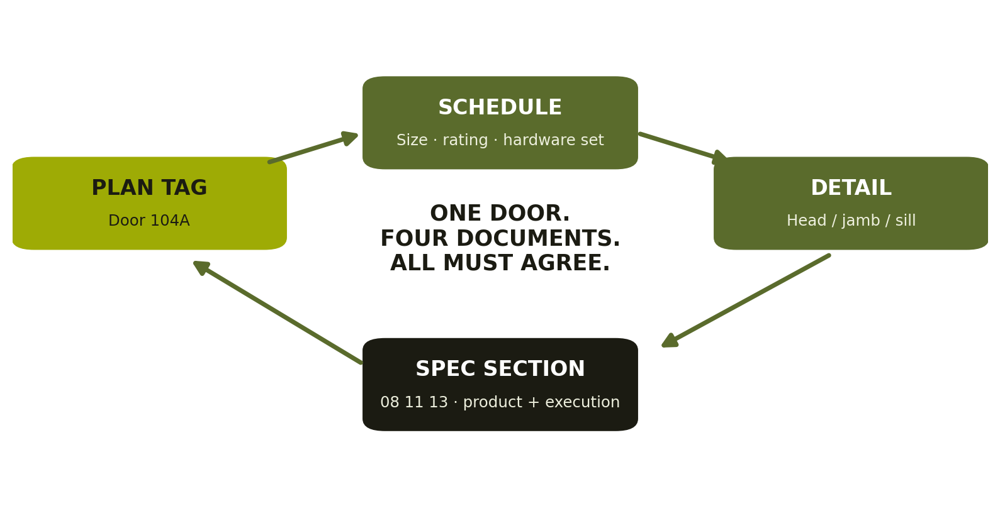 SCHEDULE
Size · rating · hardware set
PLAN TAG
Door 104A
DETAIL
Head / jamb / sill
ONE DOOR.
FOUR DOCUMENTS.
ALL MUST AGREE.
SPEC SECTION
08 11 13 · product + execution